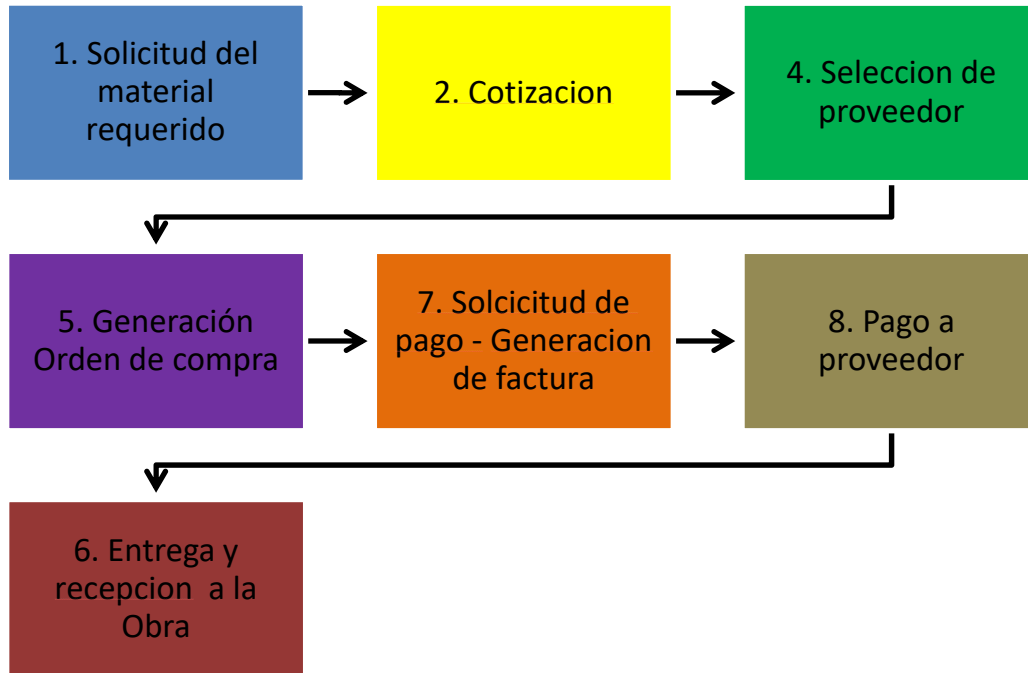 1. Solicitud del
material
requerido
2. Cotizacion
4. Seleccion de
proveedor
5. Generación
Orden de compra
7. Solcicitud de
pago - Generacion
de factura
8. Pago a
proveedor
6. Entrega y
recepcion a la
Obra